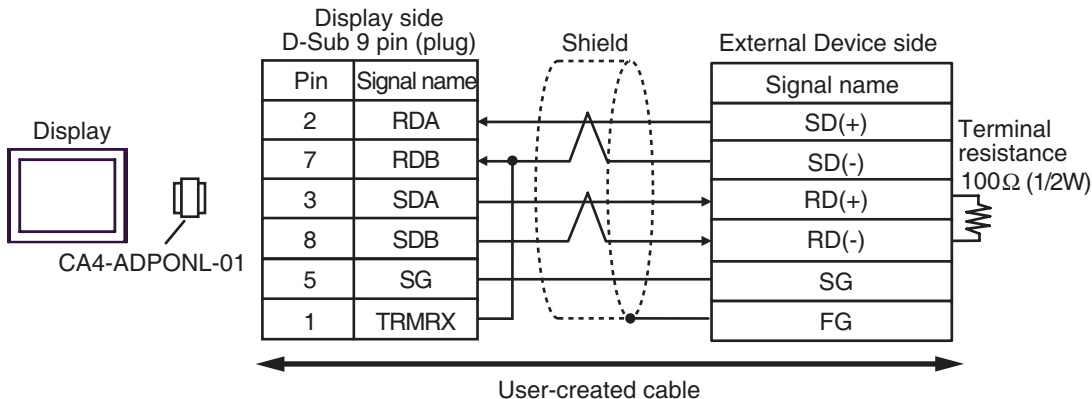 Display side
D-Sub 9 pin (plug)
Shield
External Device side
Pin
Signal name
Signal name
2
RDA
SD(+)
7
RDB
SD(-)
3
SDA
RD(+)
8
SDB
RD(-)
5
SG
SG
1
TRMRX
FG
Display
CA4-ADPONL-01
Terminal
resistance
100Ω (1/2W)
User-created cable